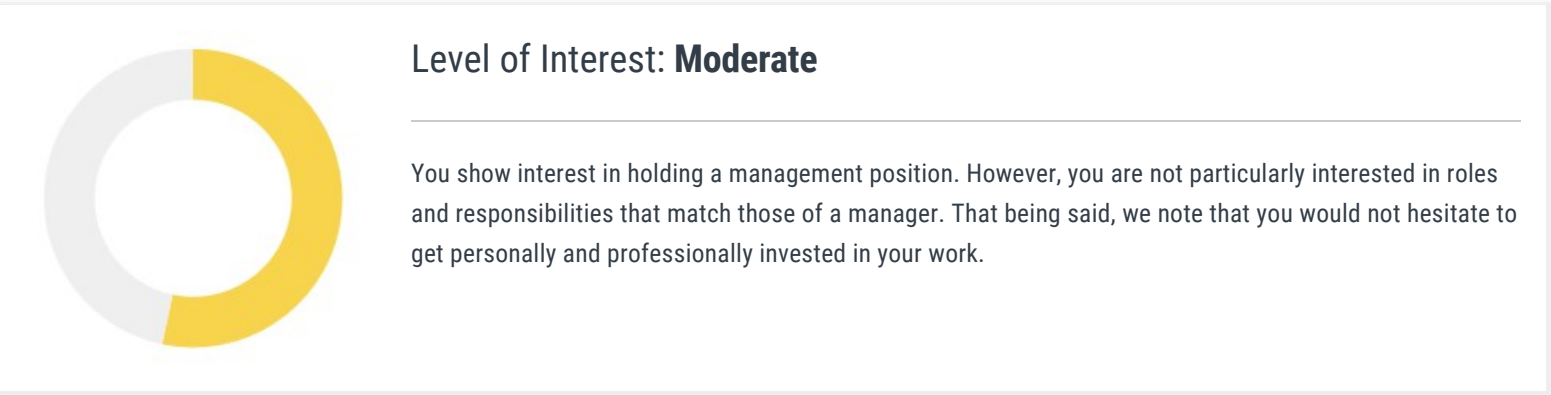 Level of Interest: Moderate
You show interest in holding a management position. However, you are not particularly interested in roles
and responsibilities that match those of a manager. That being said, we note that you would not hesitate to
get personally and professionally invested in your work.